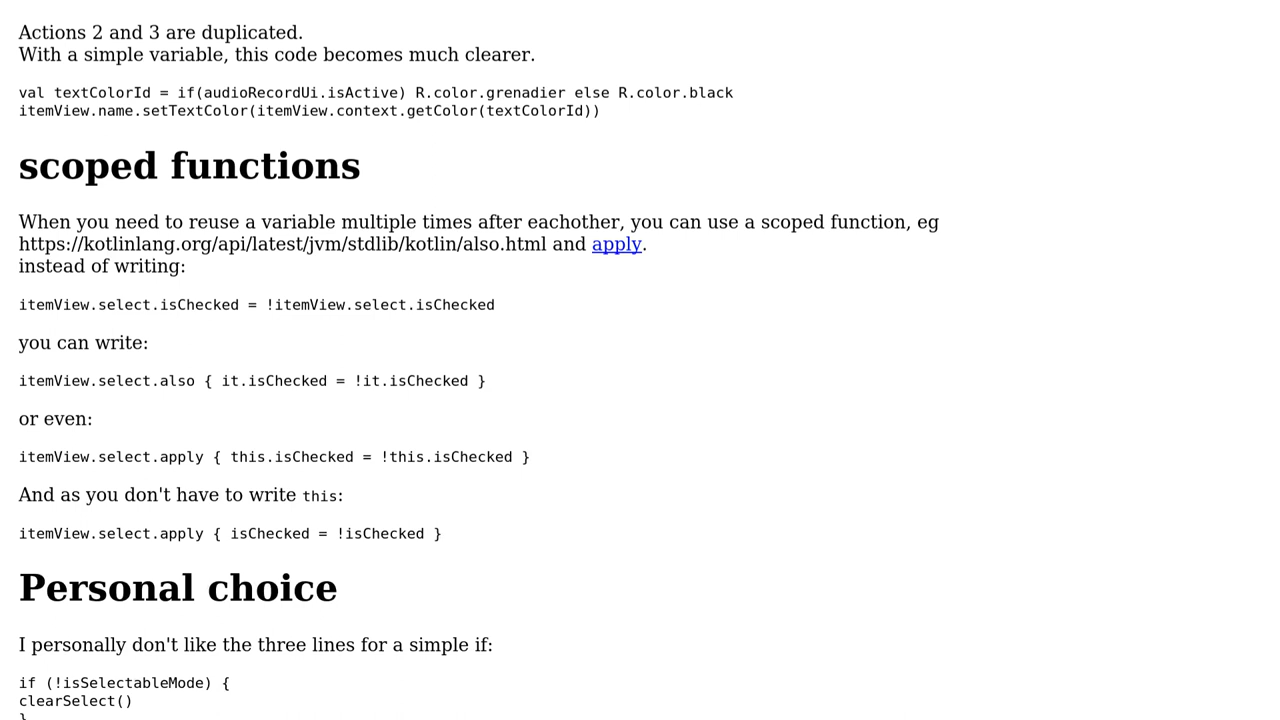 Actions 2 and 3 are duplicated.
With a simple variable, this code becomes much clearer.
val textColorId = if(audioRecordUi.isActive) R.color.grenadier else R.color.black
itemView.name.setTextColor(itemView.context.getColor(textColorId))
scoped functions
When you need to reuse a variable multiple times after eachother, you can use a scoped function, eg
https://kotlinlang.org/api/latest/jvm/stdlib/kotlin/also.html and apply.
instead of writing:
itemView.select.isChecked = !itemView.select.isChecked
you can write:
itemView.select.also { it.isChecked = !it.isChecked }
or even:
itemView.select.apply { this.isChecked = !this.isChecked }
And as you don't have to write this:
itemView.select.apply { isChecked = !isChecked }
Personal choice
I personally don't like the three lines for a simple if:
if (!isSelectableMode) {
clearSelect()
}